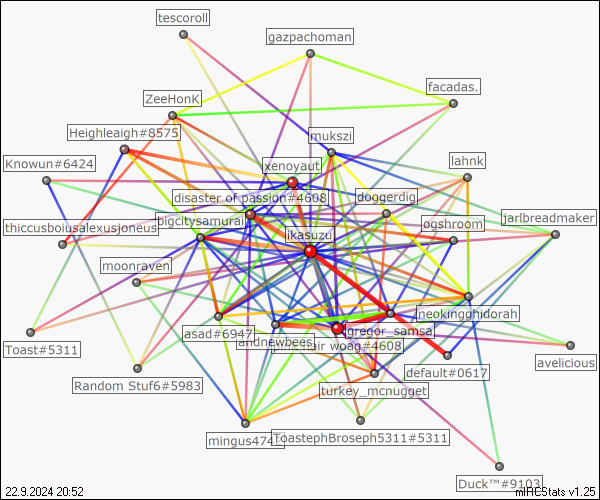 tescoroll
gazpachoman
facadas.
ZeeHonK
Heighleaigh#8575
mukszi
Knowun#6424
xenoyaut
lahnk
disaster of passion#4608
doggerdig
bigcitysamurai
ogshroom
jarlbreadmaker
thiccusboiusalexusjoneus
ikasuzu
moonraven
neokingghidorah
asad#6947
gregor_samsa
andnewbees
hair woag#4608
Toast#5311
avelicious
default#0617
Random Stuf6#5983
turkey_mcnugget
mingus474
ToastephBroseph5311#5311
Duck™#9103
22.9.2024 20:52
mIRCStats v1.25